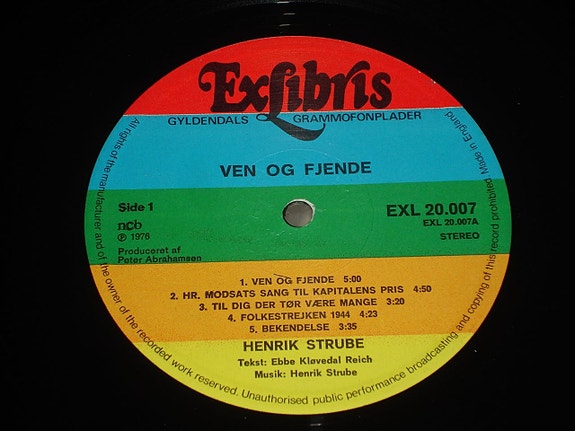 ExLibris
GYLDENDALS GRAMMOFONPLADER
VEN OG FJENDE
Side 1
ncb
Ⓟ 1976
Produceret af
Peter Abrahamsen
EXL 20.007
EXL 20.007A
STEREO
1. VEN OG FJENDE 5:00
2. HR. MODSATS SANG TIL KAPITALENS PRIS 4:50
3. TIL DIG DER TØR VÆRE MANGE 3:20
4. FOLKESTREJKEN 1944 4:23
5. BEKENDELSE 3:35
HENRIK STRUBE
Tekst: Ebbe Kløvedal Reich
Musik: Henrik Strube
All rights of the manufacturer and of the owner of the recorded work reserved. Unauthorised public performance broadcasting and copying of this record prohibited. Made in England